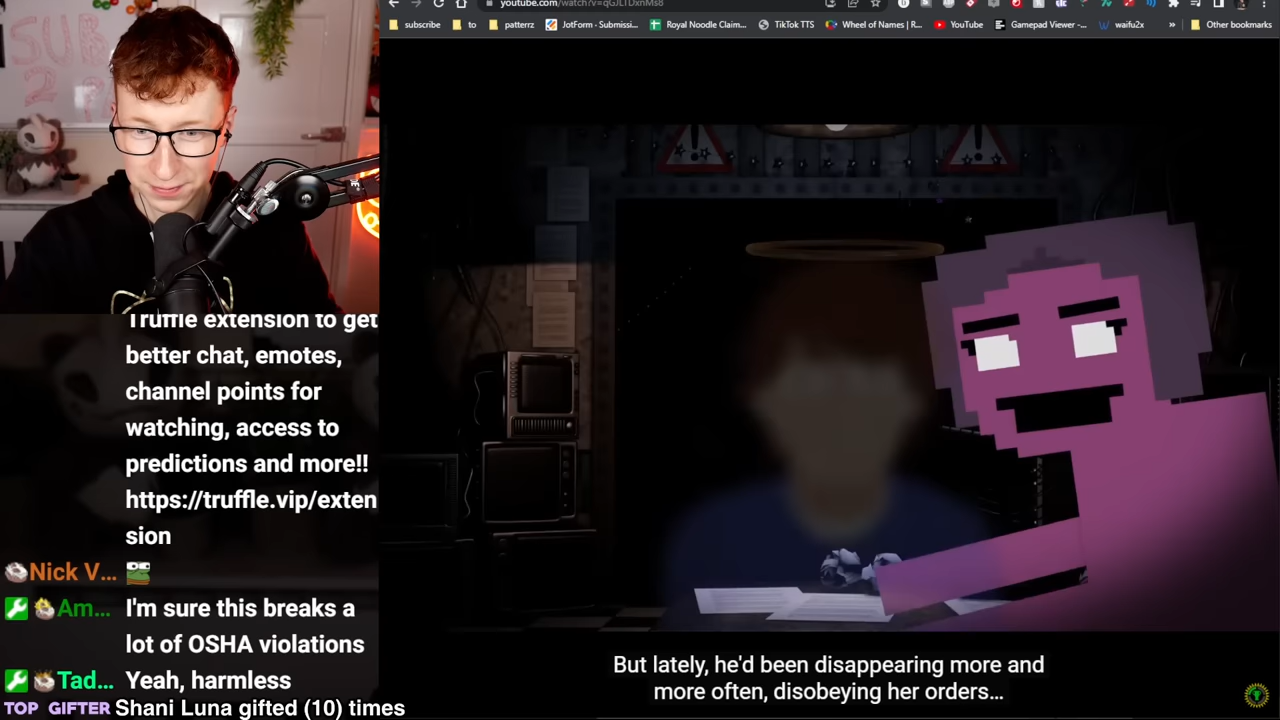 SUB
2
youtube.com/watch?v=qGJLTDxnMs8
subscribe
to
patterz
JotForm - Submissi...
Royal Noodle Claim...
TikTok TTS
Wheel of Names | R...
YouTube
Gamepad Viewer -...
waifu2x
»
Other bookmarks
Truffle extension to get
better chat, emotes,
channel points for
watching, access to
predictions and more!!
https://truffle.vip/exten
sion
Nick V...
Am... I'm sure this breaks a
lot of OSHA violations
Tad... Yeah, harmless
TOP GIFTER Shani Luna gifted (10) times
But lately, he'd been disappearing more and
more often, disobeying her orders...